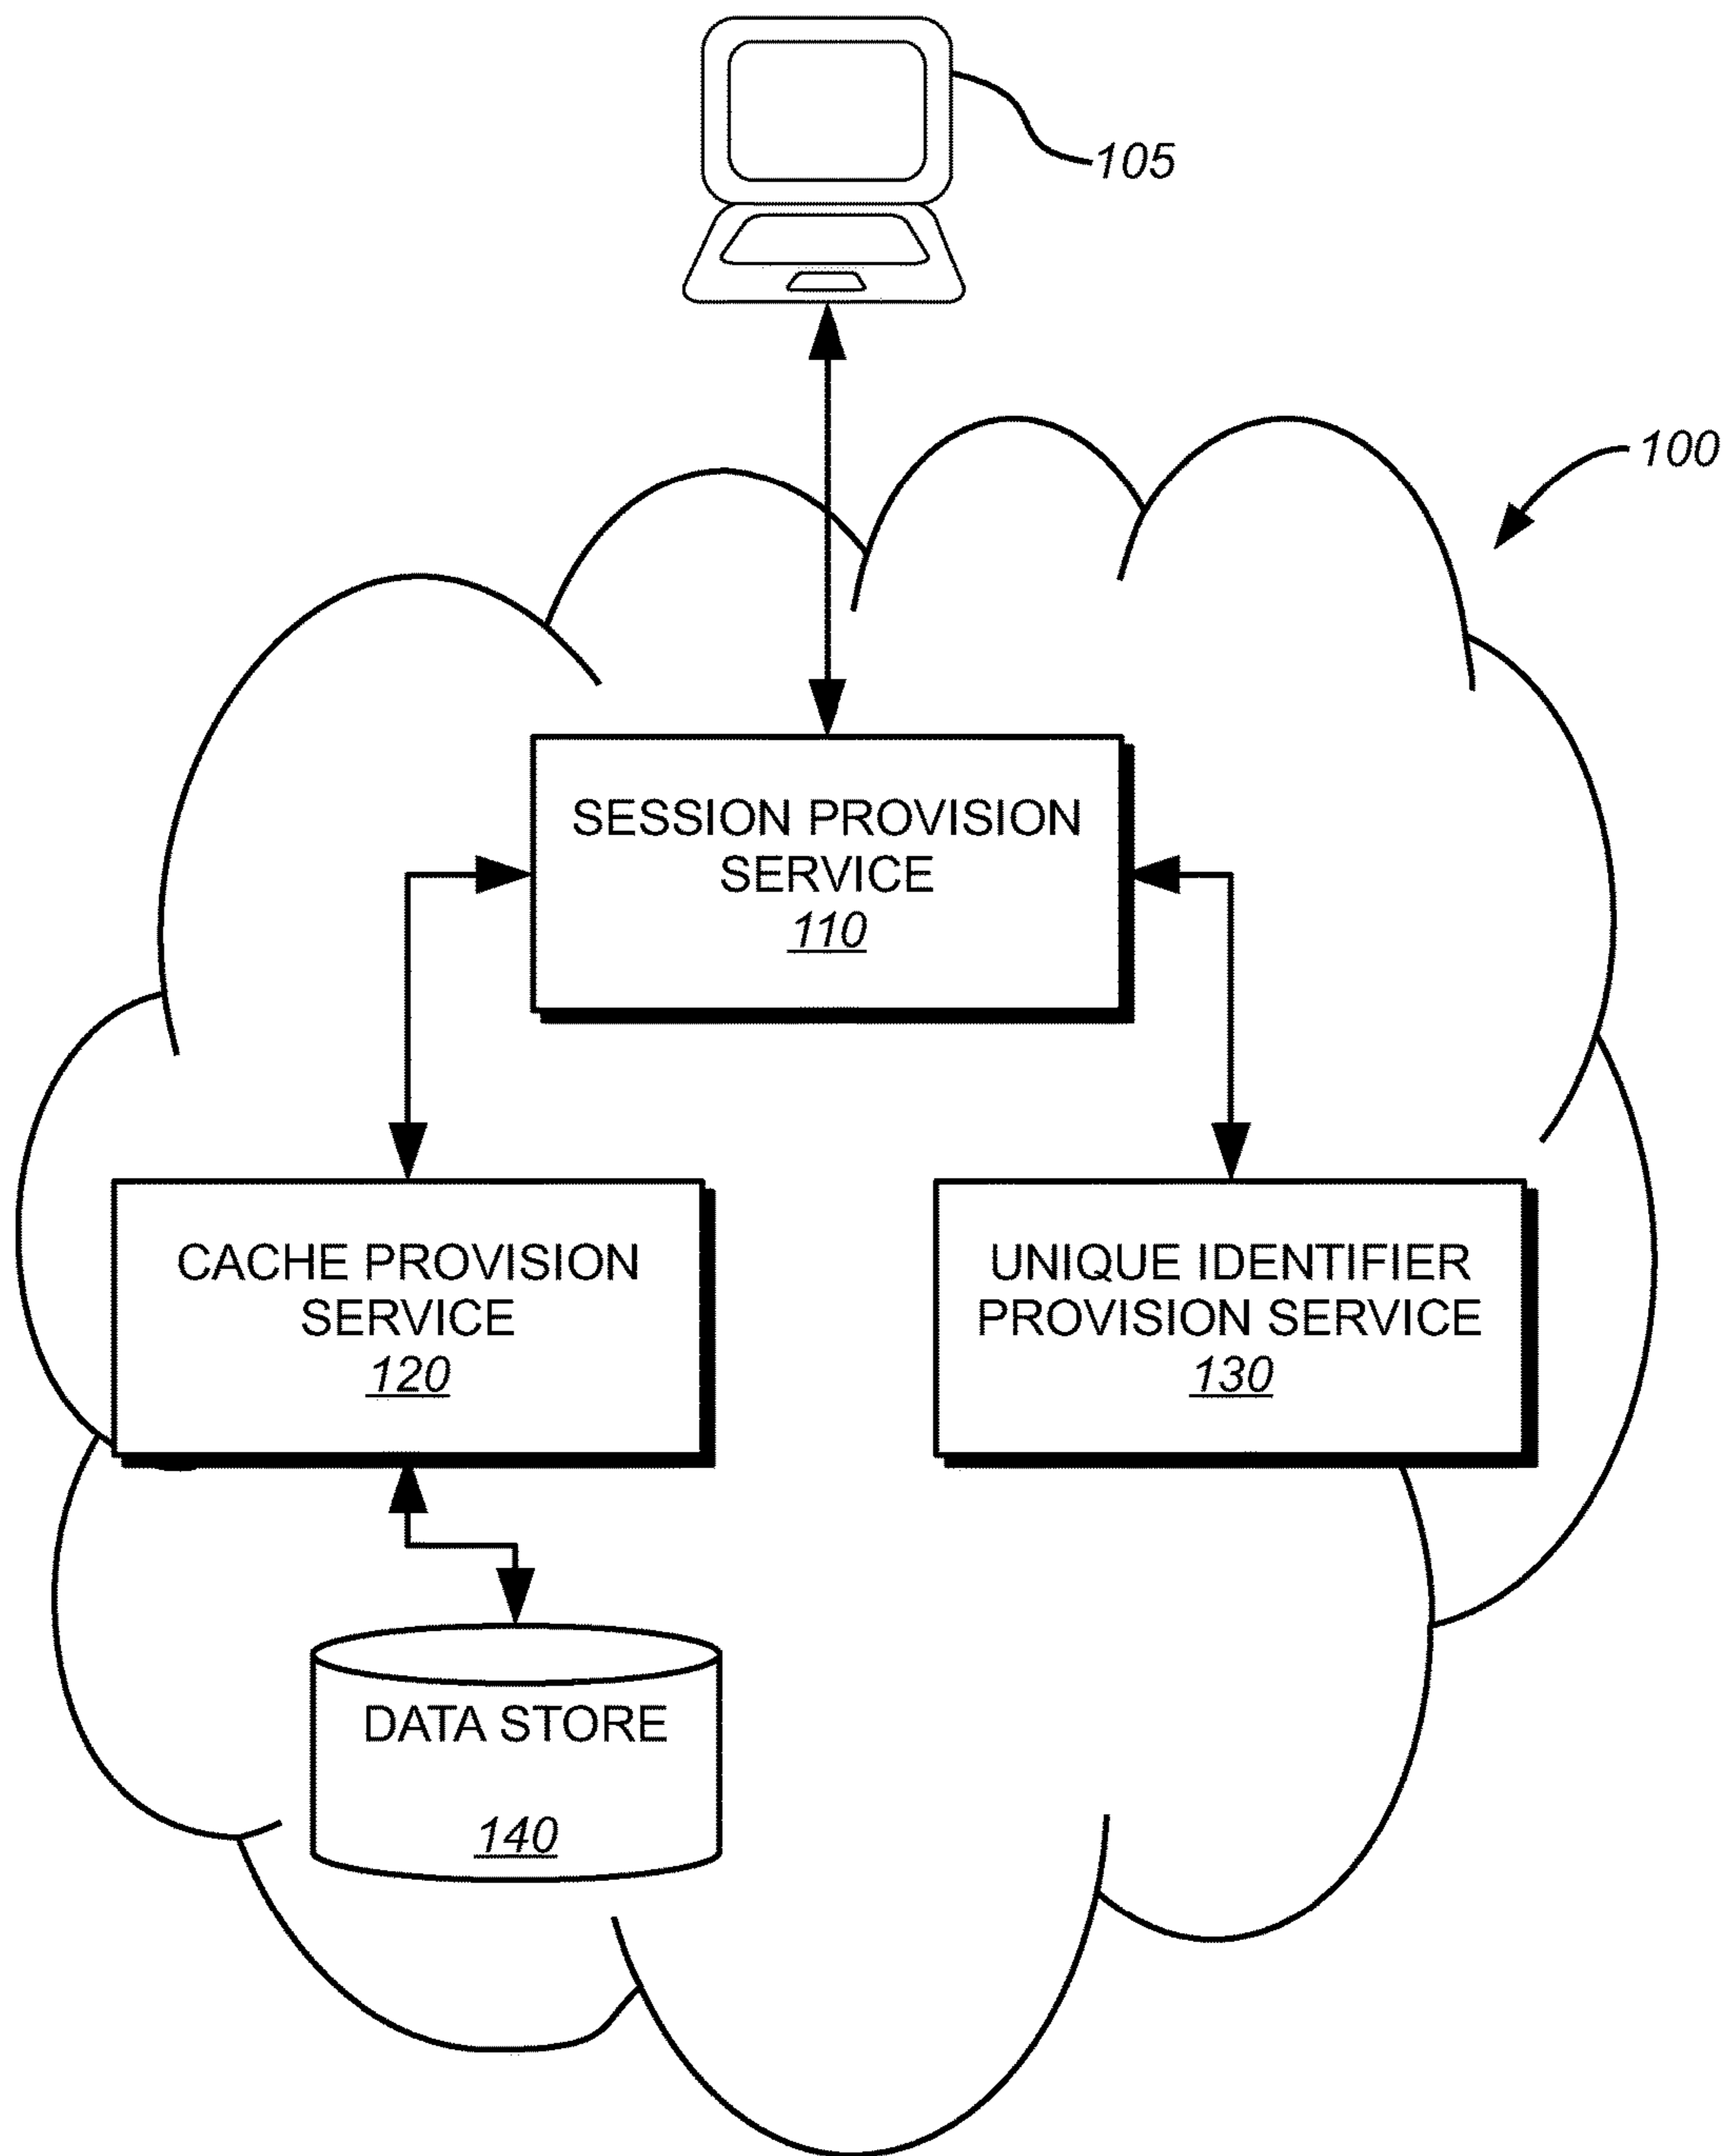 105
100
SESSION PROVISION
SERVICE
110
CACHE PROVISION
SERVICE
120
UNIQUE IDENTIFIER
PROVISION SERVICE
130
DATA STORE
140